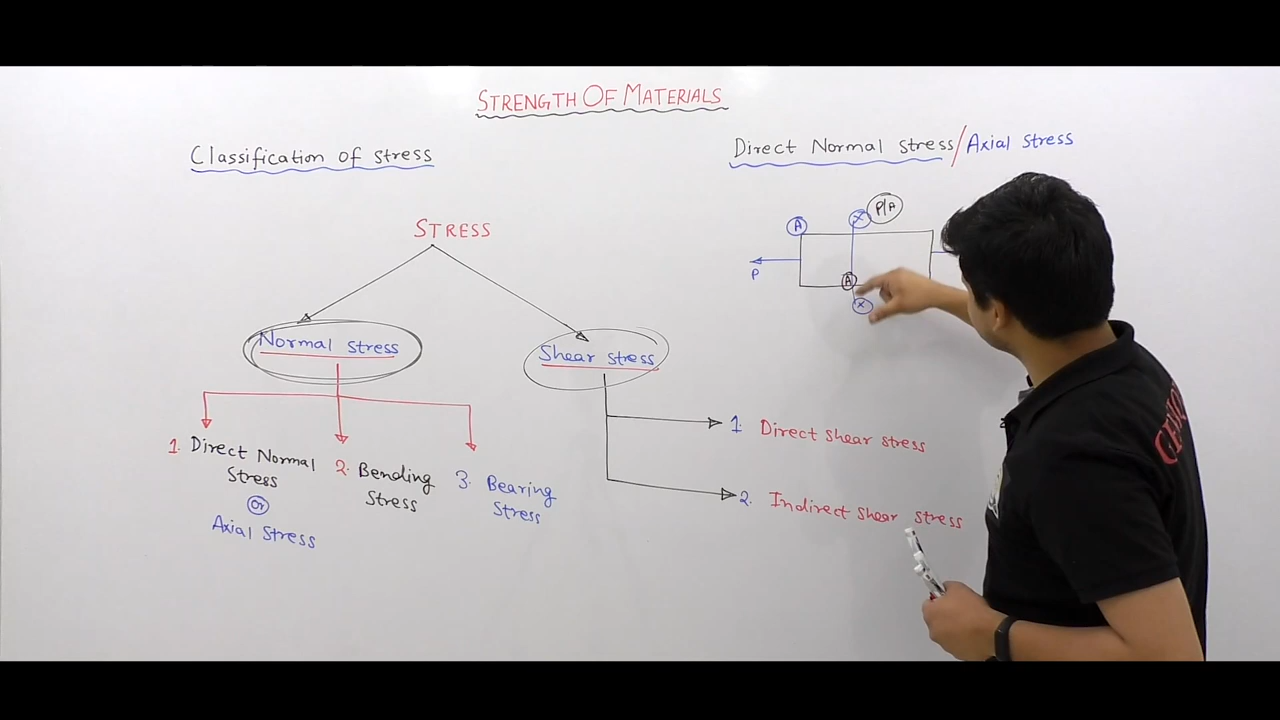 STRENGTH OF MATERIALS
Classification of stress
STRESS
Normal stress
Shear stress
1. Direct Normal
Stress
or
Axial Stress
2. Bending
Stress
3. Bearing
Stress
1. Direct shear stress
2. Indirect shear stress
Direct Normal stress/Axial stress
A
X
P/A
P
A
X